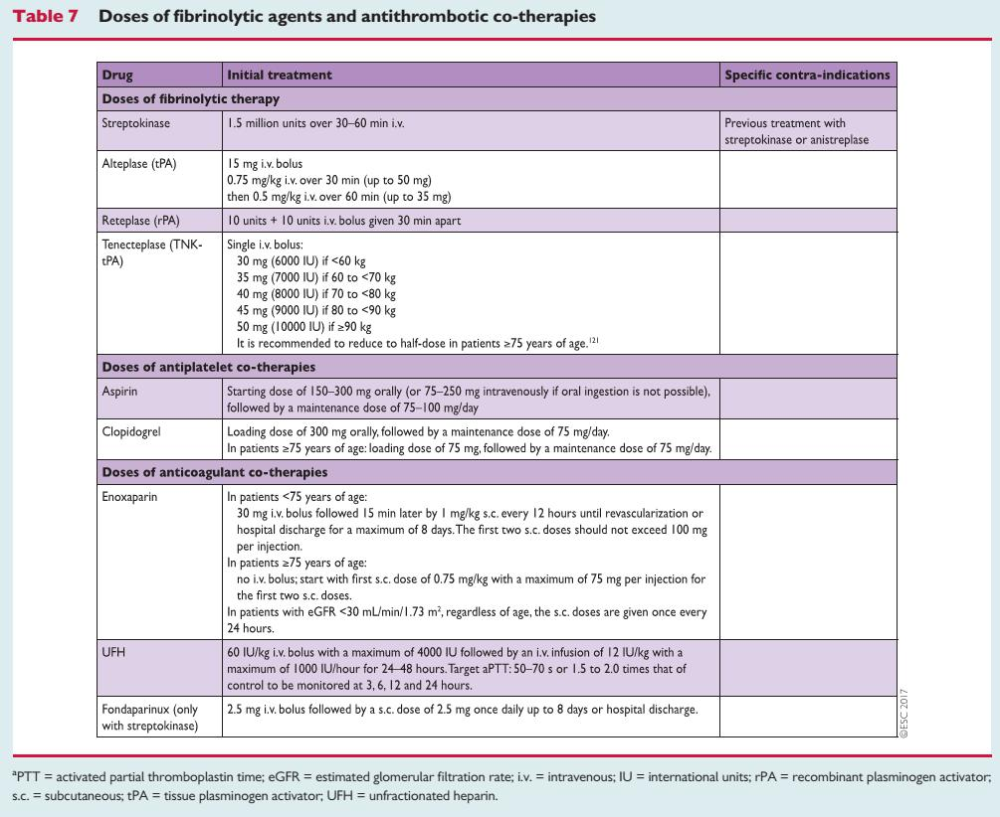 Table 7 Doses of fibrinolytic agents and antithrombotic co-therapies
Drug Initial treatment Specific contra-indications
Doses of fibrinolytic therapy
Streptokinase 1.5 million units over 30–60 min i.v. Previous treatment with
streptokinase or anistreplase
Alteplase (tPA) 15 mg i.v. bolus
0.75 mg/kg i.v. over 30 min (up to 50 mg)
then 0.5 mg/kg i.v. over 60 min (up to 35 mg)
Reteplase (rPA) 10 units + 10 units i.v. bolus given 30 min apart
Tenecteplase (TNK- Single i.v. bolus:
tPA) 30 mg (6000 IU) if <60 kg
35 mg (7000 IU) if 60 to <70 kg
40 mg (8000 IU) if 70 to <80 kg
45 mg (9000 IU) if 80 to <90 kg
50 mg (10000 IU) if ≥90 kg
It is recommended to reduce to half-dose in patients ≥75 years of age.121
Doses of antiplatelet co-therapies
Aspirin Starting dose of 150–300 mg orally (or 75–250 mg intravenously if oral ingestion is not possible),
followed by a maintenance dose of 75–100 mg/day
Clopidogrel Loading dose of 300 mg orally, followed by a maintenance dose of 75 mg/day.
In patients ≥75 years of age: loading dose of 75 mg, followed by a maintenance dose of 75 mg/day.
Doses of anticoagulant co-therapies
Enoxaparin In patients <75 years of age:
30 mg i.v. bolus followed 15 min later by 1 mg/kg s.c. every 12 hours until revascularization or
hospital discharge for a maximum of 8 days. The first two s.c. doses should not exceed 100 mg
per injection.
In patients ≥75 years of age:
no i.v. bolus; start with first s.c. dose of 0.75 mg/kg with a maximum of 75 mg per injection for
the first two s.c. doses.
In patients with eGFR <30 mL/min/1.73 m2, regardless of age, the s.c. doses are given once every
24 hours.
UFH 60 IU/kg i.v. bolus with a maximum of 4000 IU followed by an i.v. infusion of 12 IU/kg with a
maximum of 1000 IU/hour for 24–48 hours. Target aPTT: 50–70 s or 1.5 to 2.0 times that of
control to be monitored at 3, 6, 12 and 24 hours.
Fondaparinux (only 2.5 mg i.v. bolus followed by a s.c. dose of 2.5 mg once daily up to 8 days or hospital discharge.
with streptokinase)
©ESC 2017
aPTT = activated partial thromboplastin time; eGFR = estimated glomerular filtration rate; i.v. = intravenous; IU = international units; rPA = recombinant plasminogen activator;
s.c. = subcutaneous; tPA = tissue plasminogen activator; UFH = unfractionated heparin.